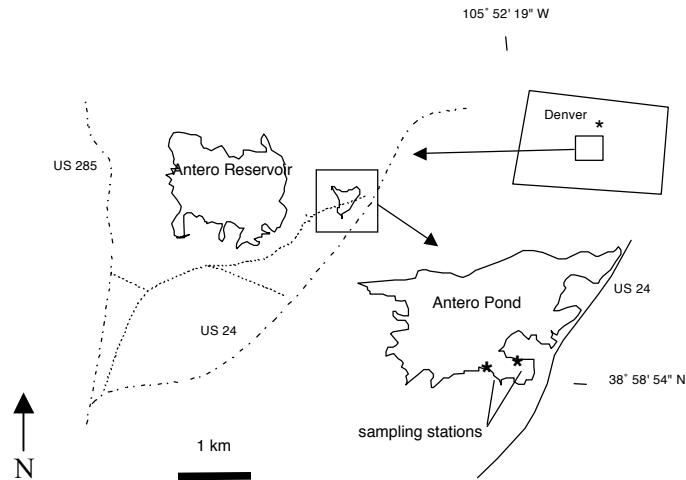 105° 52' 19" W
Denver
*
US 285
Antero Reservoir
Antero Pond
US 24
US 24
* *
38° 58' 54" N
1 km
sampling stations
N